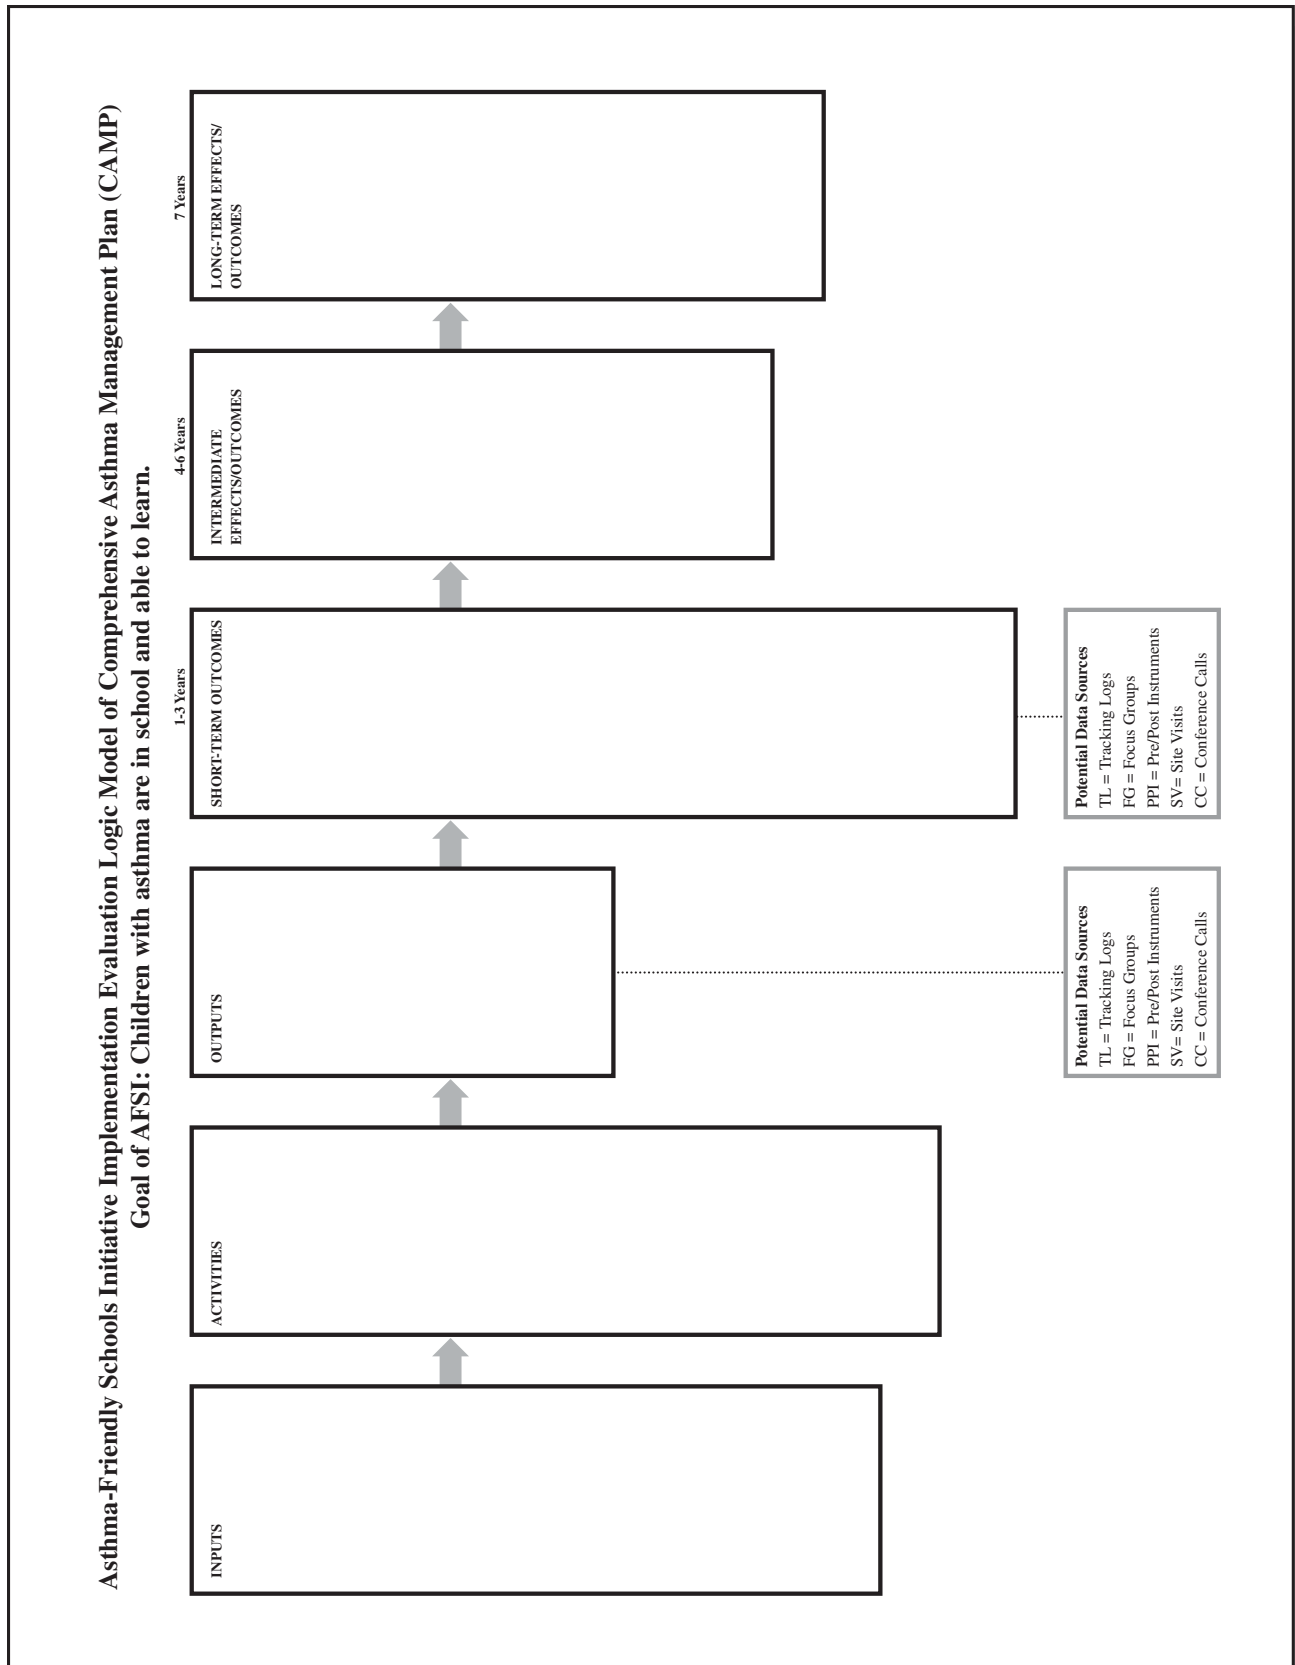 Asthma-Friendly Schools Initiative Implementation Evaluation Logic Model of Comprehensive Asthma Management Plan (CAMP)
Goal of AFSI: Children with asthma are in school and able to learn.
INPUTS
ACTIVITIES
OUTPUTS
1-3 Years
SHORT-TERM OUTCOMES
4-6 Years
INTERMEDIATE
EFFECTS/OUTCOMES
7 Years
LONG-TERM EFFECTS/
OUTCOMES
Potential Data Sources
TL = Tracking Logs
FG = Focus Groups
PPI = Pre/Post Instruments
SV= Site Visits
CC = Conference Calls
Potential Data Sources
TL = Tracking Logs
FG = Focus Groups
PPI = Pre/Post Instruments
SV= Site Visits
CC = Conference Calls